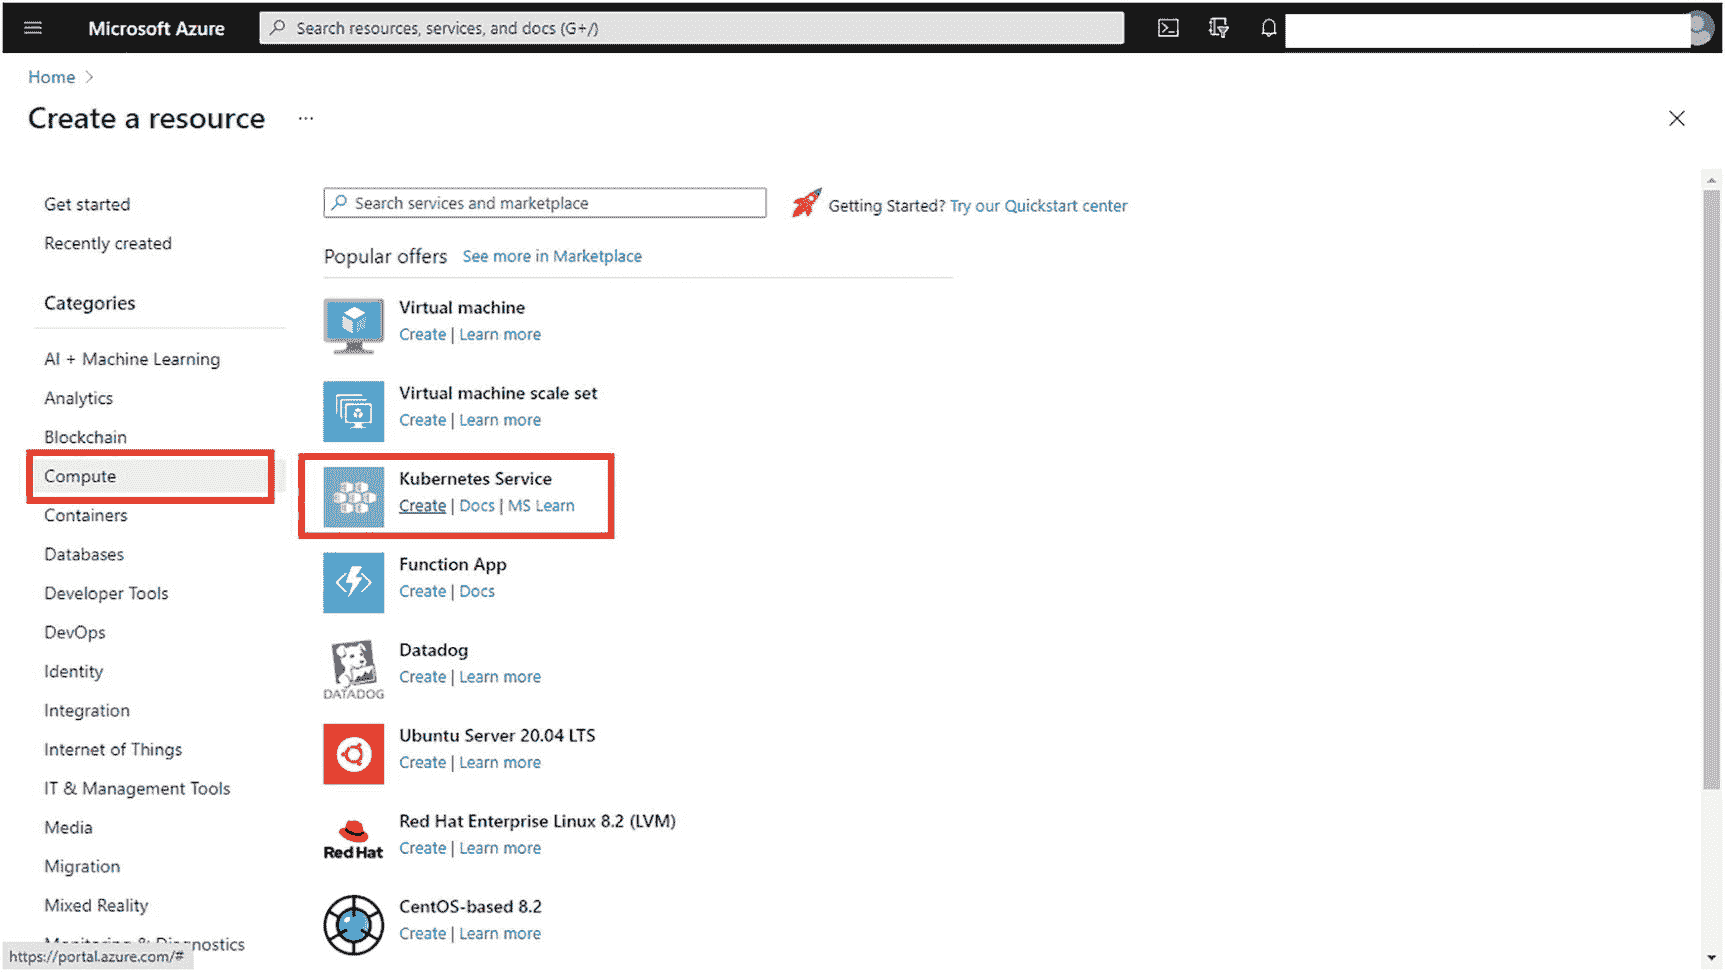 Microsoft Azure
Search resources, services, and docs (G+/)
Home
Create a resource
...
Get started
Recently created
Categories
AI + Machine Learning
Analytics
Blockchain
Compute
Containers
Databases
Developer Tools
DevOps
Identity
Integration
Internet of Things
IT & Management Tools
Media
Migration
Mixed Reality
Monitoring & Diagnostics
https://portal.azure.com/#
Search services and marketplace
Getting Started? Try our Quickstart center
Popular offers See more in Marketplace
Virtual machine
Create | Learn more
Virtual machine scale set
Create | Learn more
Kubernetes Service
Create | Docs | MS Learn
Function App
Create | Docs
DATADOG
Datadog
Create | Learn more
Ubuntu Server 20.04 LTS
Create | Learn more
Red Hat
Red Hat Enterprise Linux 8.2 (LVM)
Create | Learn more
CentOS-based 8.2
Create | Learn more